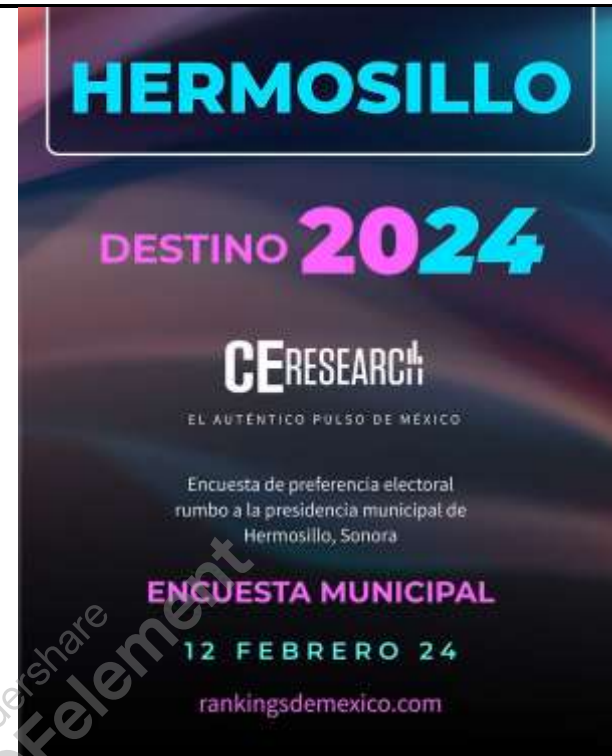 HERMOSILLO
DESTINO 2024
CERESEARCH
EL AUTÉNTICO PULSO DE MÉXICO
Encuesta de preferencia electoral
rumbo a la presidencia municipal de
Hermosillo, Sonora
ENCUESTA MUNICIPAL
12 FEBRERO 24
rankingsdemexico.com